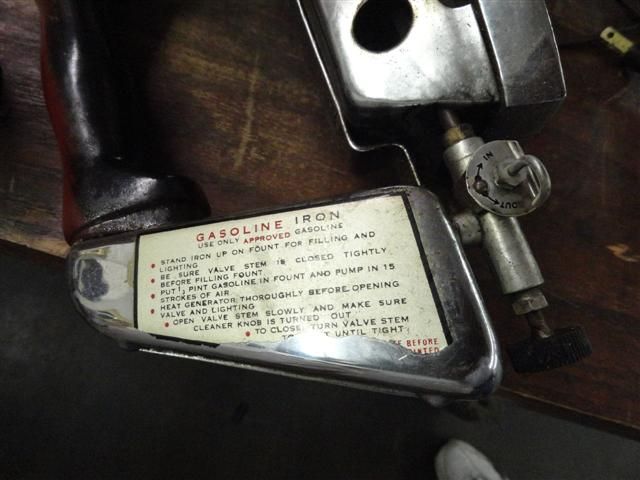 GASOLINE IRON
USE ONLY APPROVED GASOLINE
• STAND IRON UP ON FOUNT FOR FILLING AND
LIGHTING
• BE SURE VALVE STEM IS CLOSED TIGHTLY
BEFORE FILLING FOUNT
• PUT 1/2 PINT GASOLINE IN FOUNT AND PUMP IN 15
STROKES OF AIR
• HEAT GENERATOR THOROUGHLY BEFORE OPENING
VALVE AND LIGHTING
• OPEN VALVE STEM SLOWLY AND MAKE SURE
CLEANER KNOB IS TURNED OUT
• TO CLOSE, TURN VALVE STEM
UNTIL TIGHT
BEFORE
IN
OUT